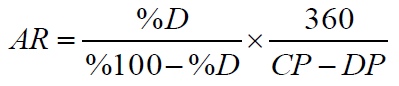 AR = %D / %100 − %D × 360 / CP − DP